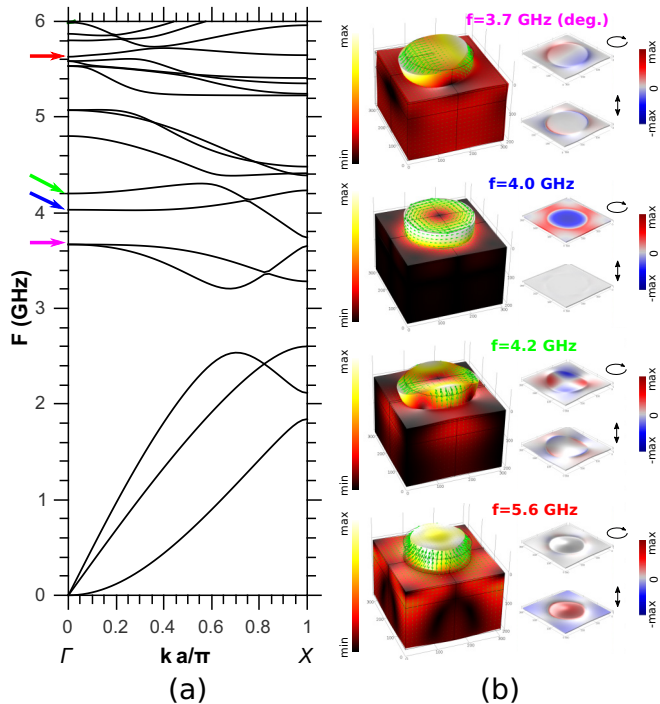 6
5
4
3
2
1
0
F (GHz)
0 0.2 0.4 0.6 0.8 1
Γ k a/π X
(a)
f=3.7 GHz (deg.)
max
min
max
0
-max
f=4.0 GHz
max
min
max
0
-max
f=4.2 GHz
max
min
max
0
-max
f=5.6 GHz
max
min
max
0
-max
(b)